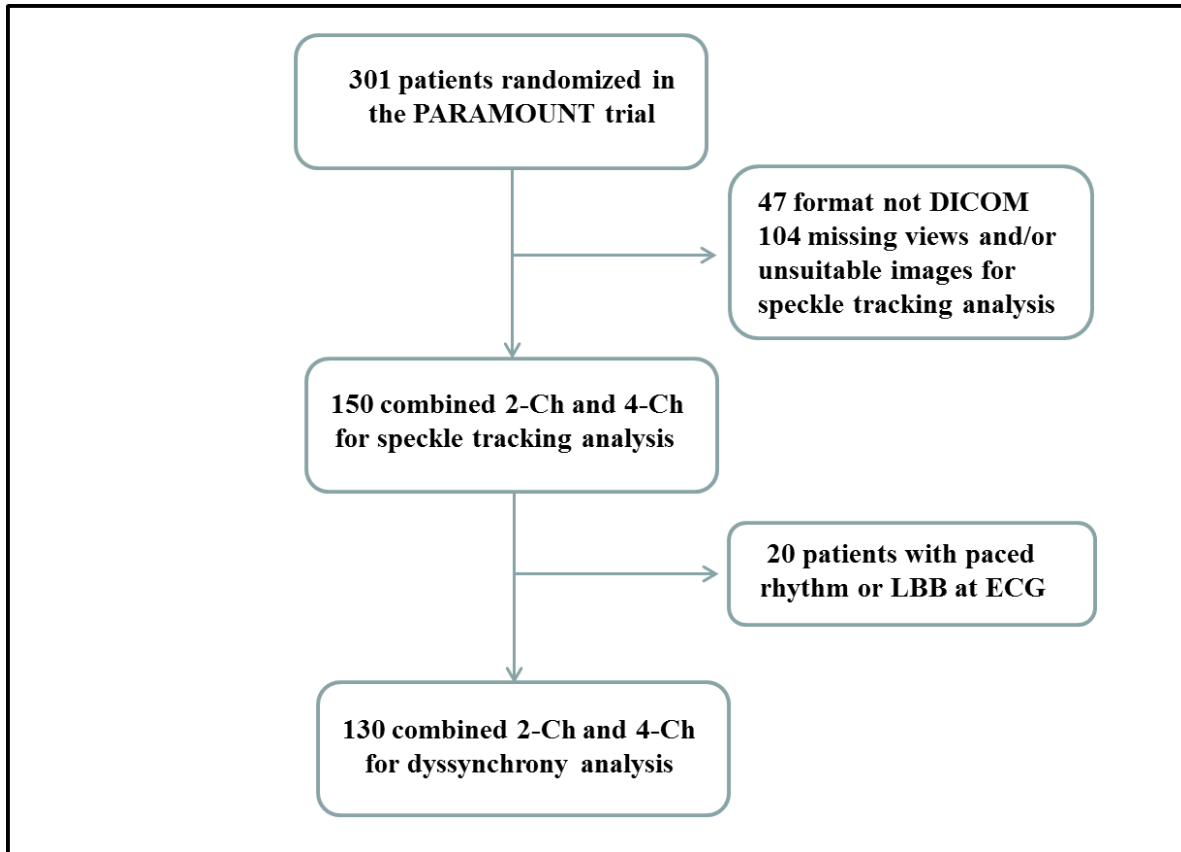 301 patients randomized in
the PARAMOUNT trial
47 format not DICOM
104 missing views and/or
unsuitable images for
speckle tracking analysis
150 combined 2-Ch and 4-Ch
for speckle tracking analysis
20 patients with paced
rhythm or LBB at ECG
130 combined 2-Ch and 4-Ch
for dyssynchrony analysis